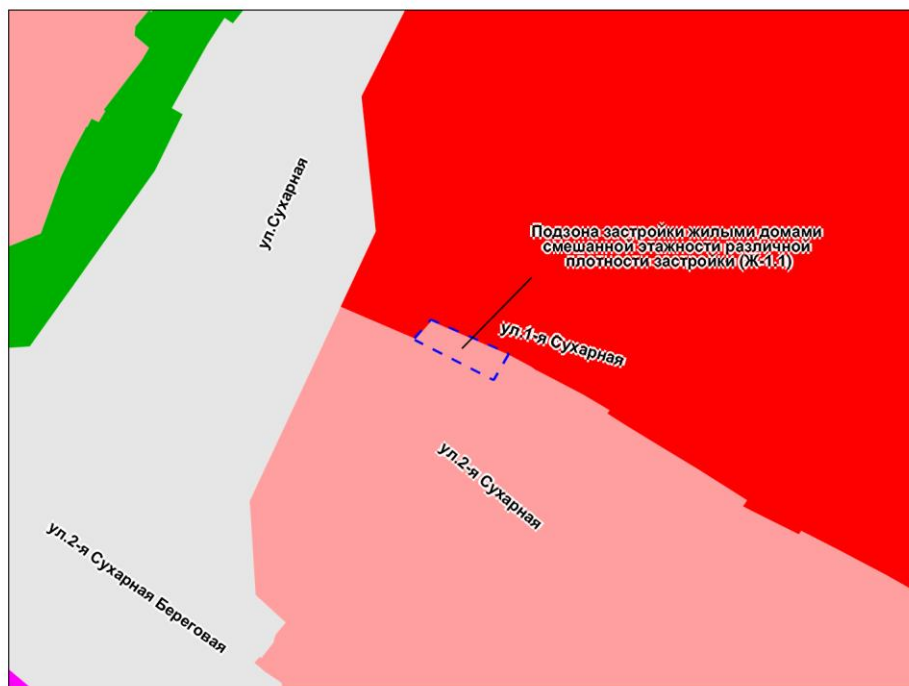 ул.Сухарная
Подзона застройки жилыми домами
смешанной этажности различной
плотности застройки (Ж-1.1)
ул.1-я Сухарная
ул.2-я Сухарная
ул.2-я Сухарная Береговая